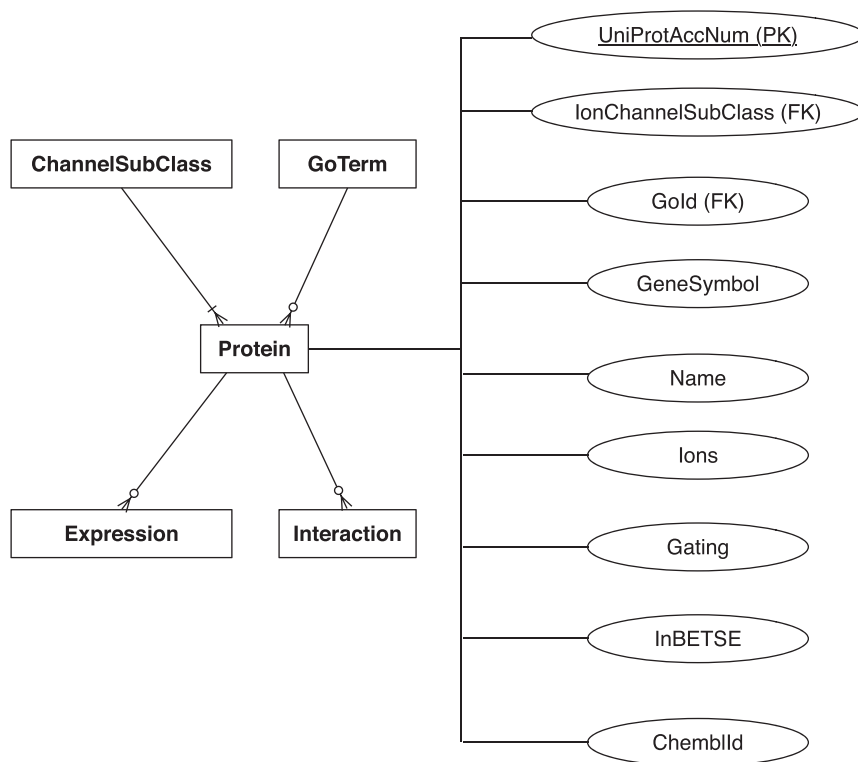 UniProtAccNum (PK)
IonChannelSubClass (FK)
ChannelSubClass
GoTerm
GoId (FK)
GeneSymbol
Protein
Name
Ions
Expression
Interaction
Gating
InBETSE
ChemblId